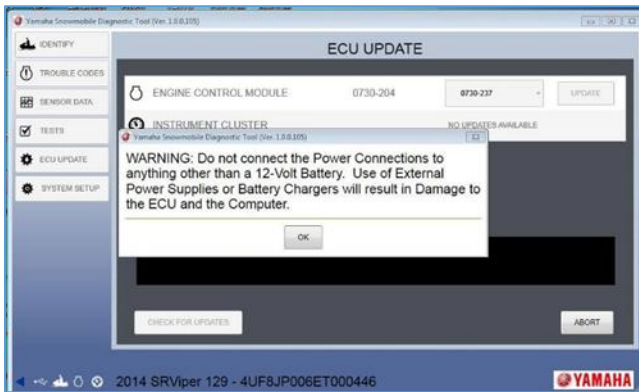 Yamaha Snowmobile Diagnostic Tool (Ver. 1.0.0.105)
ECU UPDATE
IDENTIFY
TROUBLE CODES
SENSOR DATA
TESTS
ECU UPDATE
SYSTEM SETUP
ENGINE CONTROL MODULE 0730-204 0730-237 UPDATE
INSTRUMENT CLUSTER NO UPDATES AVAILABLE
Yamaha Snowmobile Diagnostic Tool (Ver. 1.0.0.105)
WARNING: Do not connect the Power Connections to
anything other than a 12-Volt Battery. Use of External
Power Supplies or Battery Chargers will result in Damage to
the ECU and the Computer.
OK
CHECK FOR UPDATES
ABORT
2014 SRViper 129 - 4UF8JP006ET000446
YAMAHA